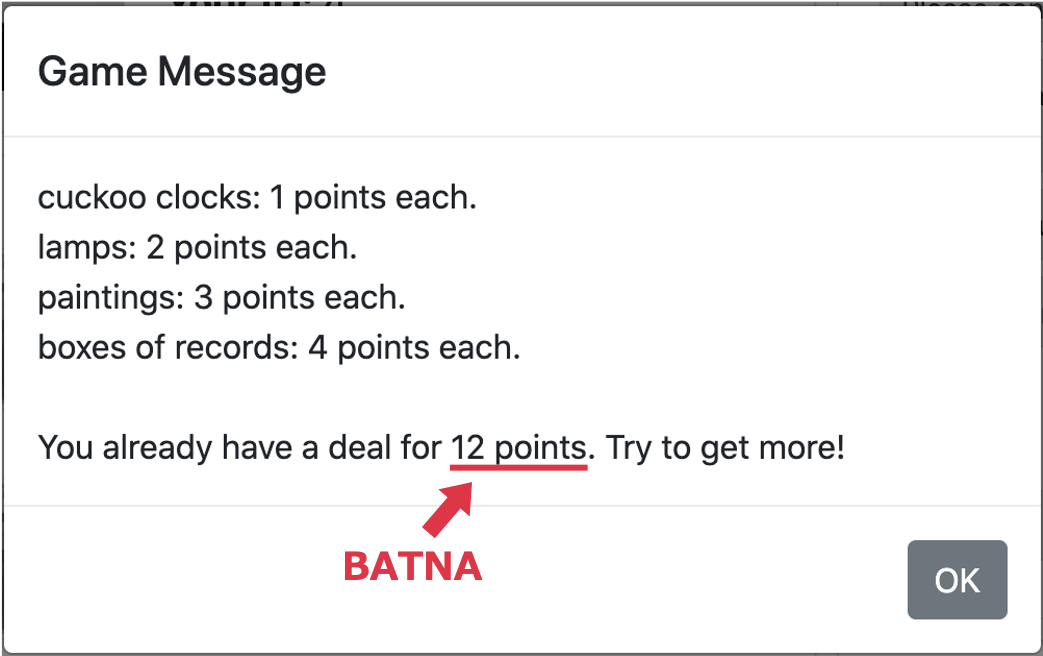 Game Message
cuckoo clocks: 1 points each.
lamps: 2 points each.
paintings: 3 points each.
boxes of records: 4 points each.
You already have a deal for 12 points. Try to get more!
BATNA
OK